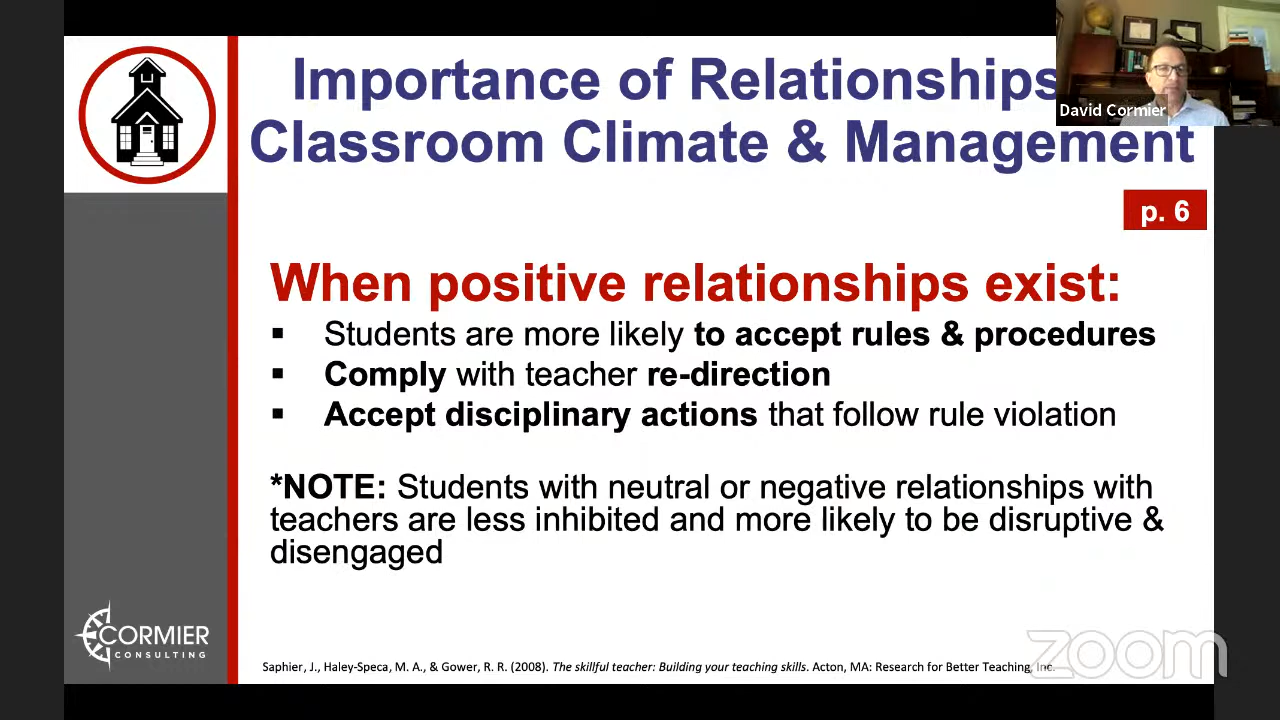 Importance of Relationships
Classroom Climate & Management
David Cormier
p. 6
When positive relationships exist:
▪ Students are more likely to accept rules & procedures
▪ Comply with teacher re-direction
▪ Accept disciplinary actions that follow rule violation
*NOTE: Students with neutral or negative relationships with
teachers are less inhibited and more likely to be disruptive &
disengaged
CORMIER
CONSULTING
Saphier, J., Haley-Speca, M. A., & Gower, R. R. (2008). The skillful teacher: Building your teaching skills. Acton, MA: Research for Better Teaching, Inc.
zoom